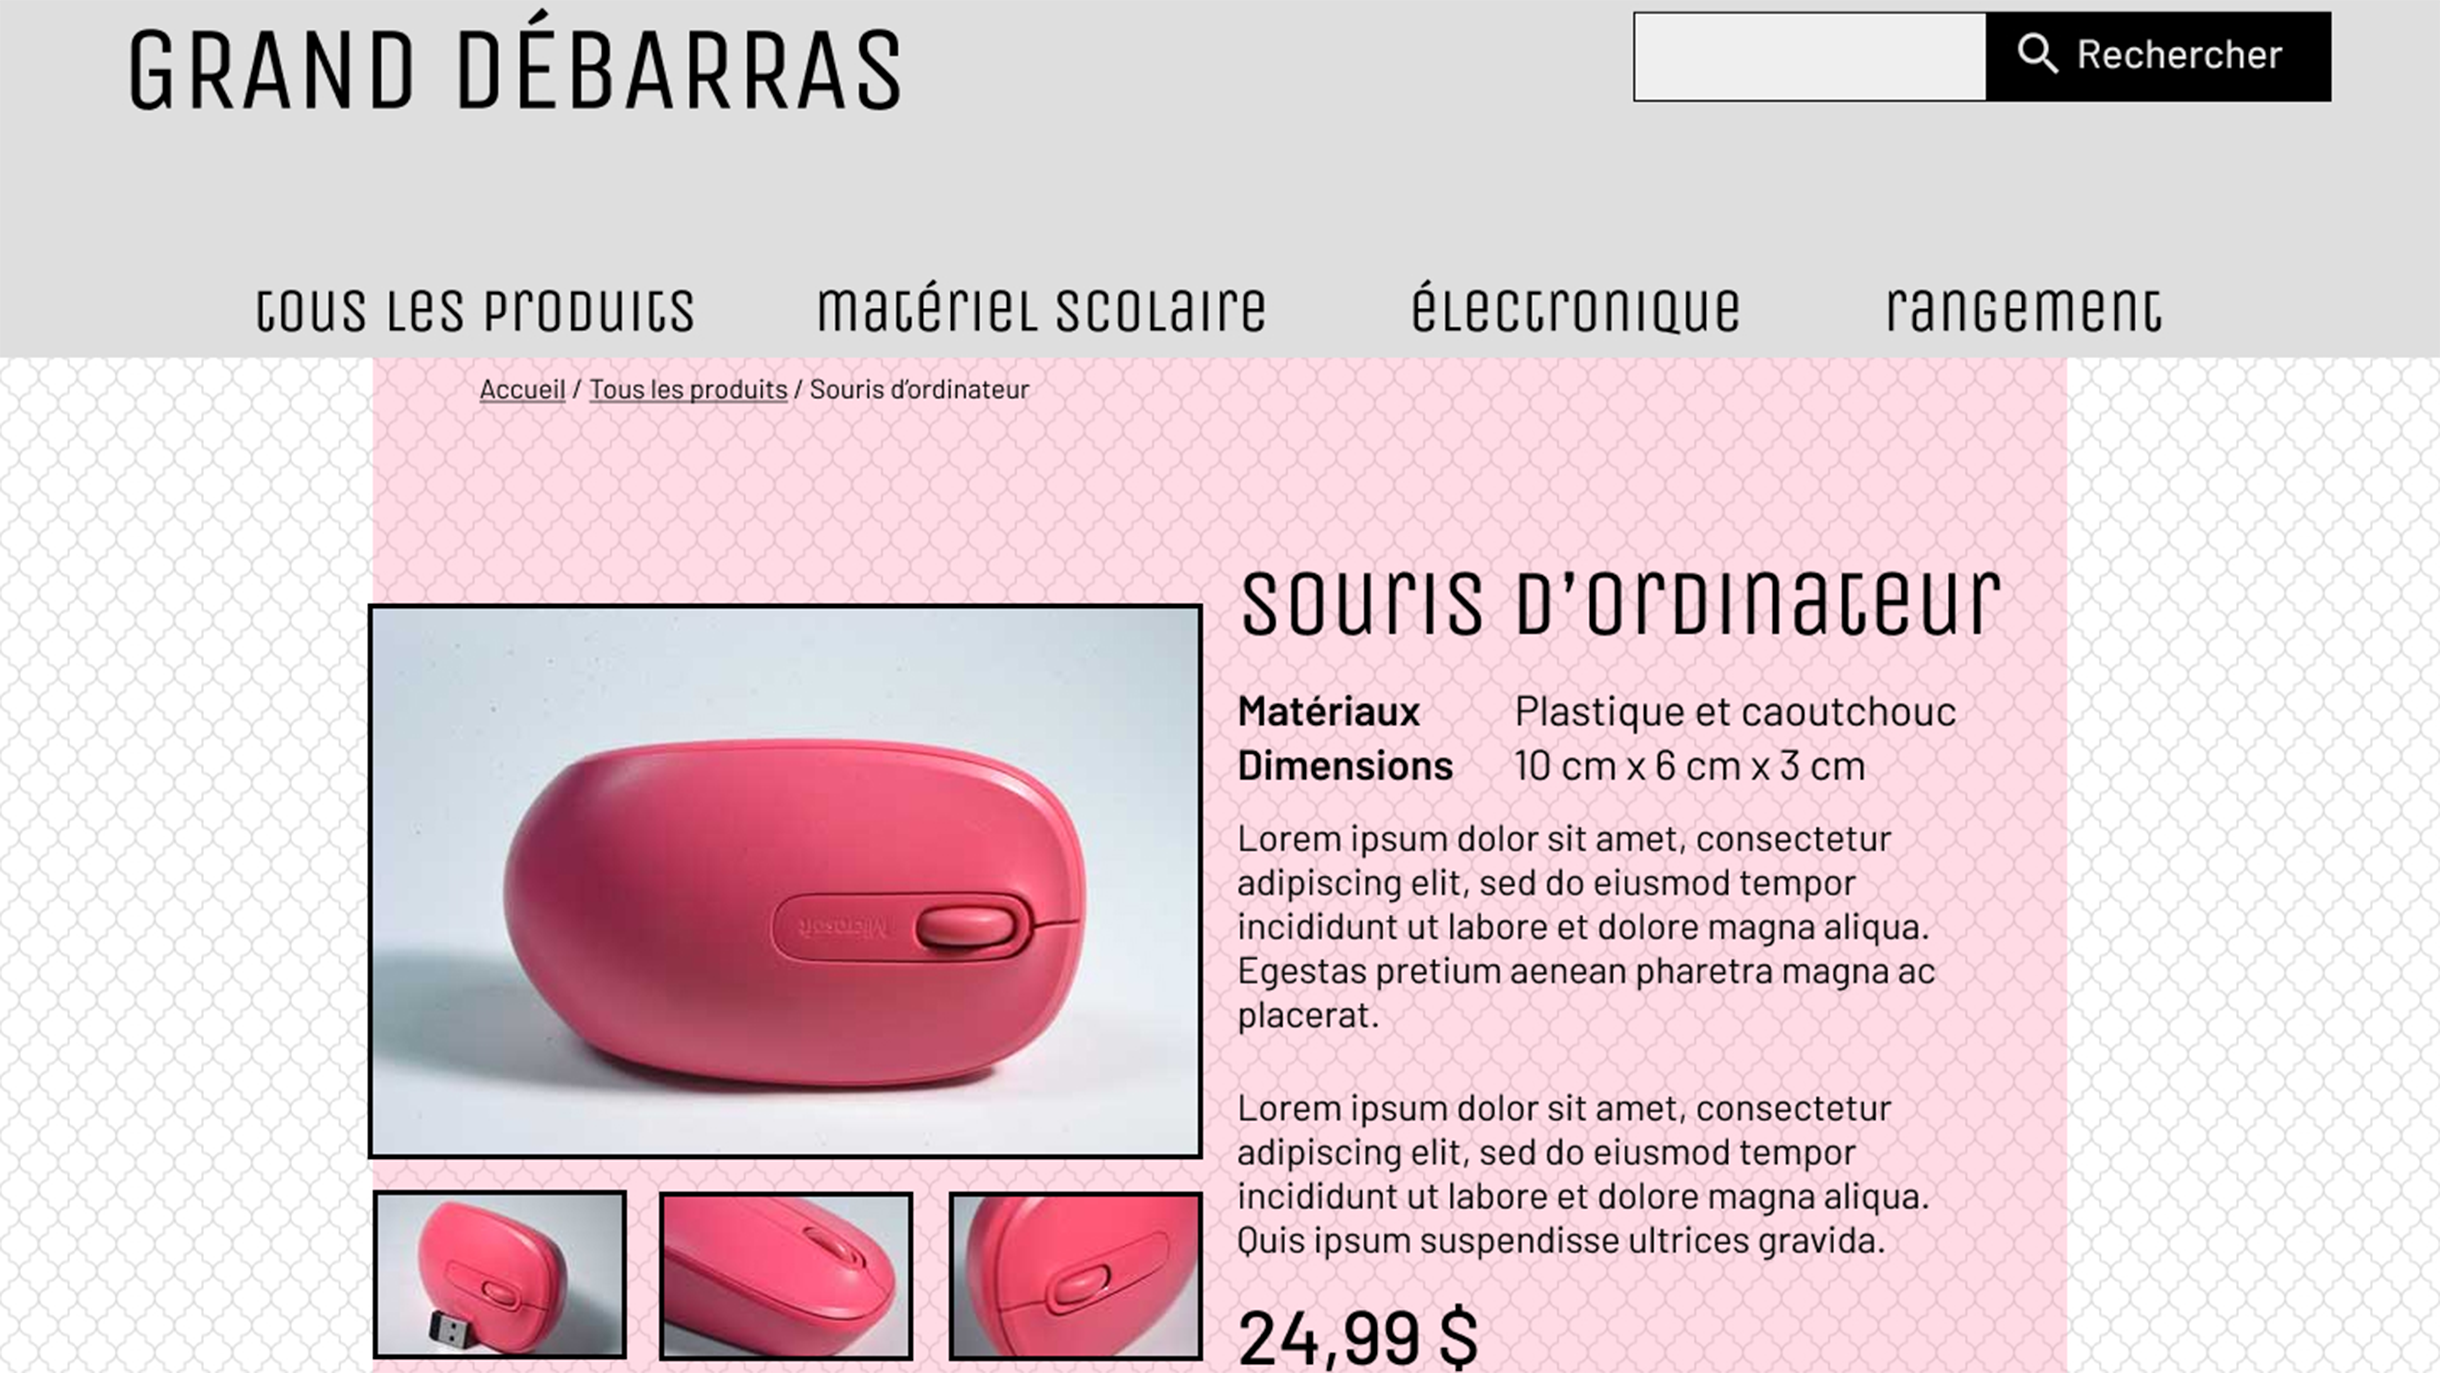 GRAND DÉBARRAS
Rechercher
tous les produits
matériel scolaire
électronique
rangement
Accueil / Tous les produits / Souris d’ordinateur
souris d’ordinateur
Matériaux Plastique et caoutchouc
Dimensions 10 cm x 6 cm x 3 cm
Lorem ipsum dolor sit amet, consectetur
adipiscing elit, sed do eiusmod tempor
incididunt ut labore et dolore magna aliqua.
Egestas pretium aenean pharetra magna ac
placerat.
Lorem ipsum dolor sit amet, consectetur
adipiscing elit, sed do eiusmod tempor
incididunt ut labore et dolore magna aliqua.
Quis ipsum suspendisse ultrices gravida.
24,99 $
Microsoft